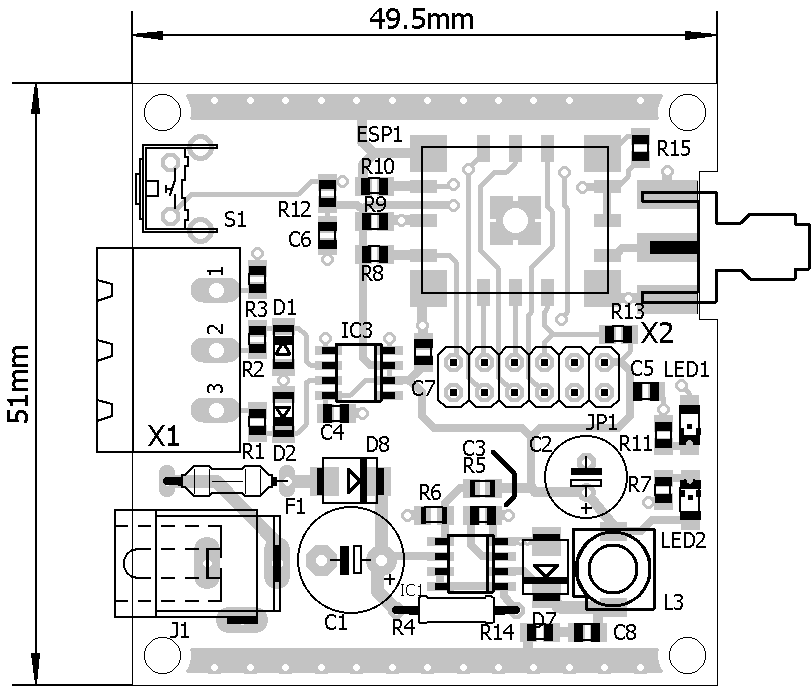 49.5mm
51mm
ESP1
R15
R10
R12
R9
S1
C6
R8
1
R3
D1
R13
IC3
X2
2
R2
C7
C5
LED1
3
JP1
C4
X1
R1
D2
D8
C3
C2
R11
R5
R7
F1
R6
LED2
+
+
IC1
L3
J1
C1
R4
R14
D7
C8